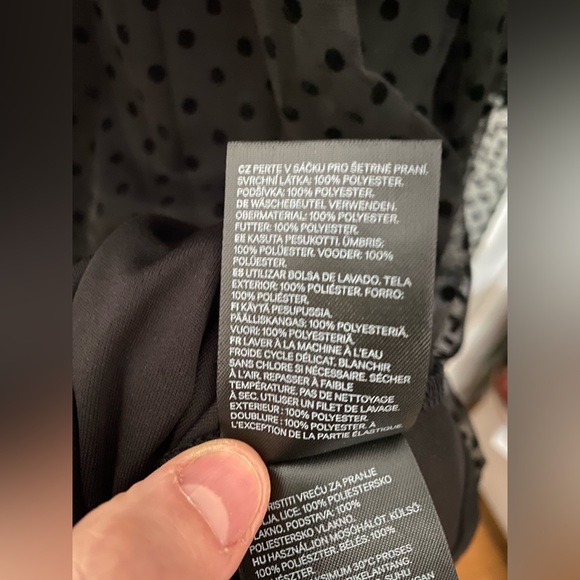 CZ PERTE V SÁČKU PRO ŠETRNÉ PRANÍ.
SVRCHNÍ LÁTKA: 100% POLYESTER.
PODŠÍVKA: 100% POLYESTER.
DE WÄSCHEBEUTEL VERWENDEN.
OBERMATERIAL: 100% POLYESTER.
FUTTER: 100% POLYESTER.
EE KASUTA PESUKOTTI. ÜMBRIS:
100% POLÜESTER. VOODER: 100%
POLÜESTER.
ES UTILIZAR BOLSA DE LAVADO. TELA
EXTERIOR: 100% POLIÉSTER. FORRO:
100% POLIÉSTER.
FI KÄYTÄ PESUPUSSIA.
PÄÄLLIKANGAS: 100% POLYESTERIÄ.
VUORI: 100% POLYESTERIÄ.
FR LAVER À LA MACHINE À L'EAU
FROIDE CYCLE DÉLICAT. BLANCHIR
SANS CHLORE SI NÉCESSAIRE. SÉCHER
À L'AIR. REPASSER À FAIBLE
TEMPÉRATURE. PAS DE NETTOYAGE
À SEC. UTILISER UN FILET DE LAVAGE.
EXTERIEUR : 100% POLYESTER.
DOUBLURE : 100% POLYESTER. À
L'EXCEPTION DE LA PARTIE ÉLASTIQUE.
RISTITI VREĆU ZA PRANJE
LICE: 100% POLIESTERSKO
VLAKNO. PODSTAVA: 100%
POLIESTERSKO VLAKNO.
HU HASZNÁLJON MOSÓHÁLÓT. KÜLSŐ:
100% POLIÉSZTER. BÉLÉS: 100%
30°C PROSES